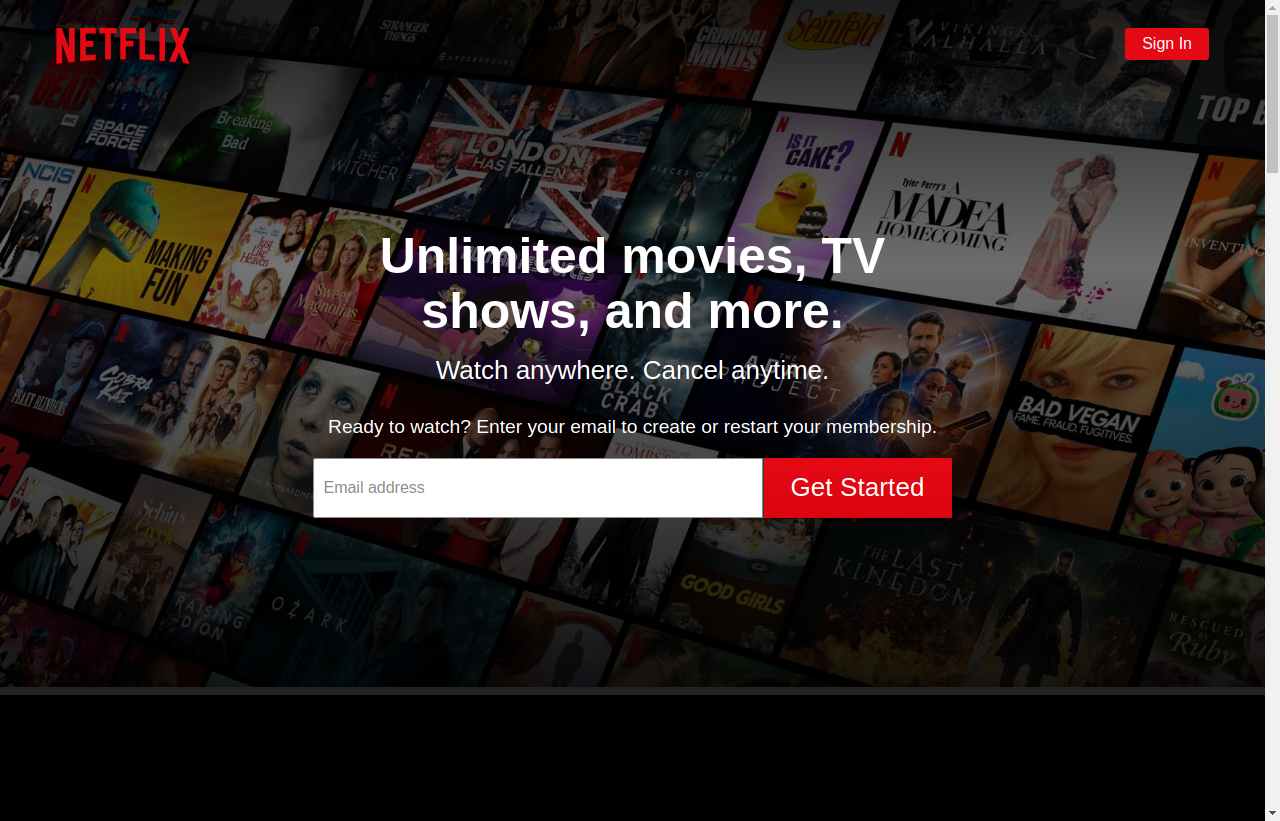 NETFLIX
Sign In
STRANGER THINGS
CRIMINAL MINDS
Seinfeld
VIKINGS VALHALLA
TOP B
DEAD
SPACE FORCE
Breaking Bad
THE WITCHER
LONDON HAS FALLEN
PIECES OF HER
IS IT CAKE?
Tyler Perry's A MADEA HOMECOMING
NCIS
MAKING FUN
Just Like Heaven
Sweet Magnolias
INVENTING
Unlimited movies, TV
shows, and more.
Watch anywhere. Cancel anytime.
Ready to watch? Enter your email to create or restart your membership.
Email address
Get Started
PEAKY BLINDERS
COBRA KAI
BLACK CRAB
THE PROJECT
BAD VEGAN
FAME. FRAUD. FUGITIVES.
RED
Schitt's Creek
RAISING DION
OZARK
GOOD GIRLS
THE LAST KINGDOM
RESCUED BY Ruby